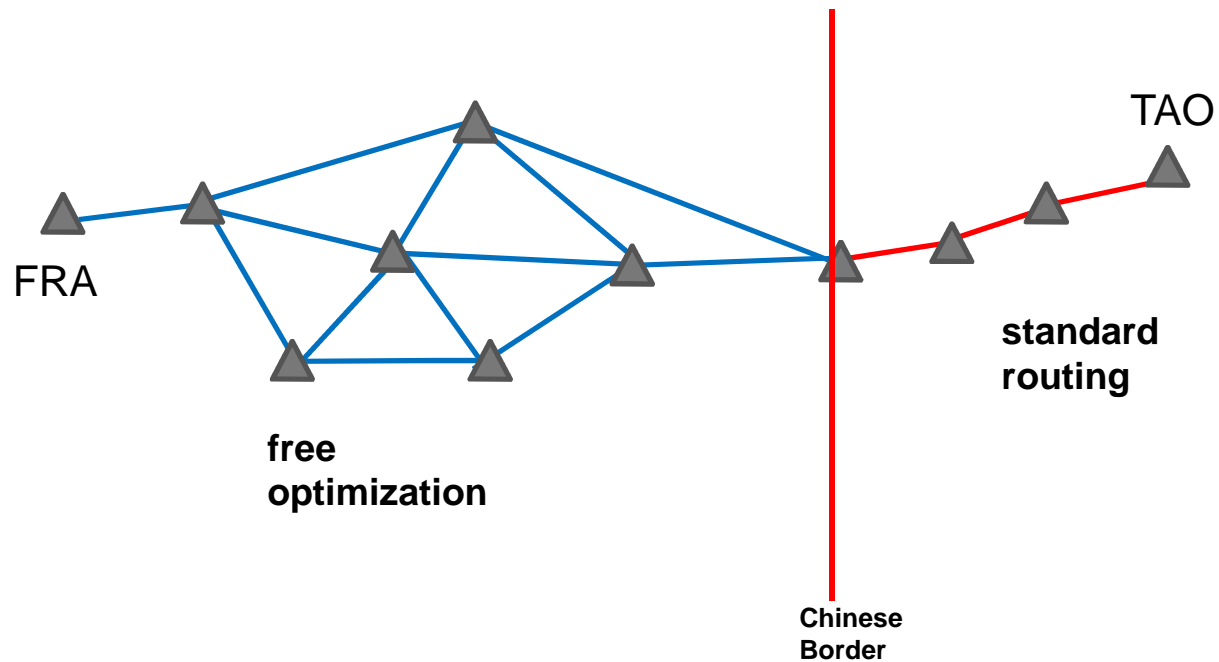 TAO
FRA
standard
routing
free
optimization
Chinese
Border